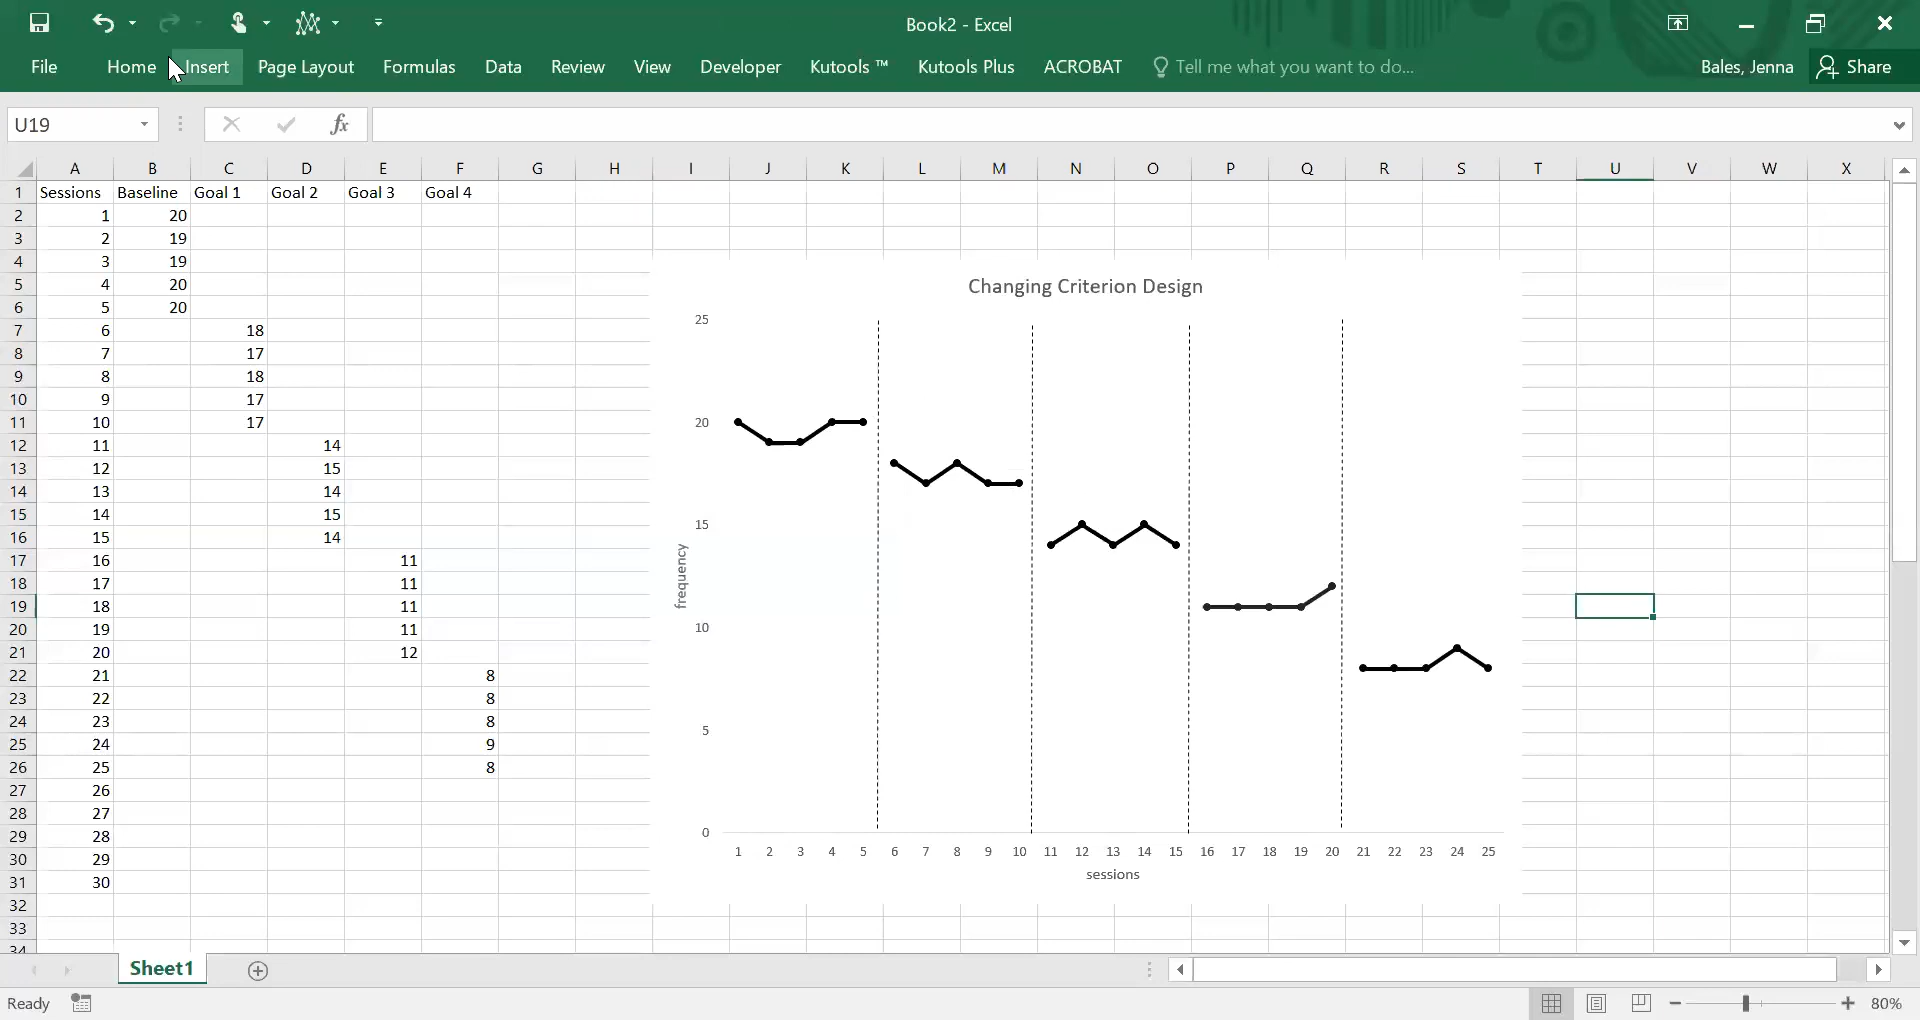 Book2 - Excel
File Home Insert Page Layout Formulas Data Review View Developer Kutools ™ Kutools Plus ACROBAT Tell me what you want to do... Bales, Jenna Share
U19 fx
A B C D E F G H I J K L M N O P Q R S T U V W X
1 Sessions Baseline Goal 1 Goal 2 Goal 3 Goal 4
2 1 20
3 2 19
4 3 19
5 4 20
6 5 20
7 6 18
8 7 17
9 8 18
10 9 17
11 10 17
12 11 14
13 12 15
14 13 14
15 14 15
16 15 14
17 16 11
18 17 11
19 18 11
20 19 11
21 20 12
22 21 8
23 22 8
24 23 8
25 24 9
26 25 8
27 26
28 27
29 28
30 29
31 30
32
33
34
Changing Criterion Design
25
20
15
frequency
10
5
0
1 2 3 4 5 6 7 8 9 10 11 12 13 14 15 16 17 18 19 20 21 22 23 24 25
sessions
Sheet1
Ready 80%